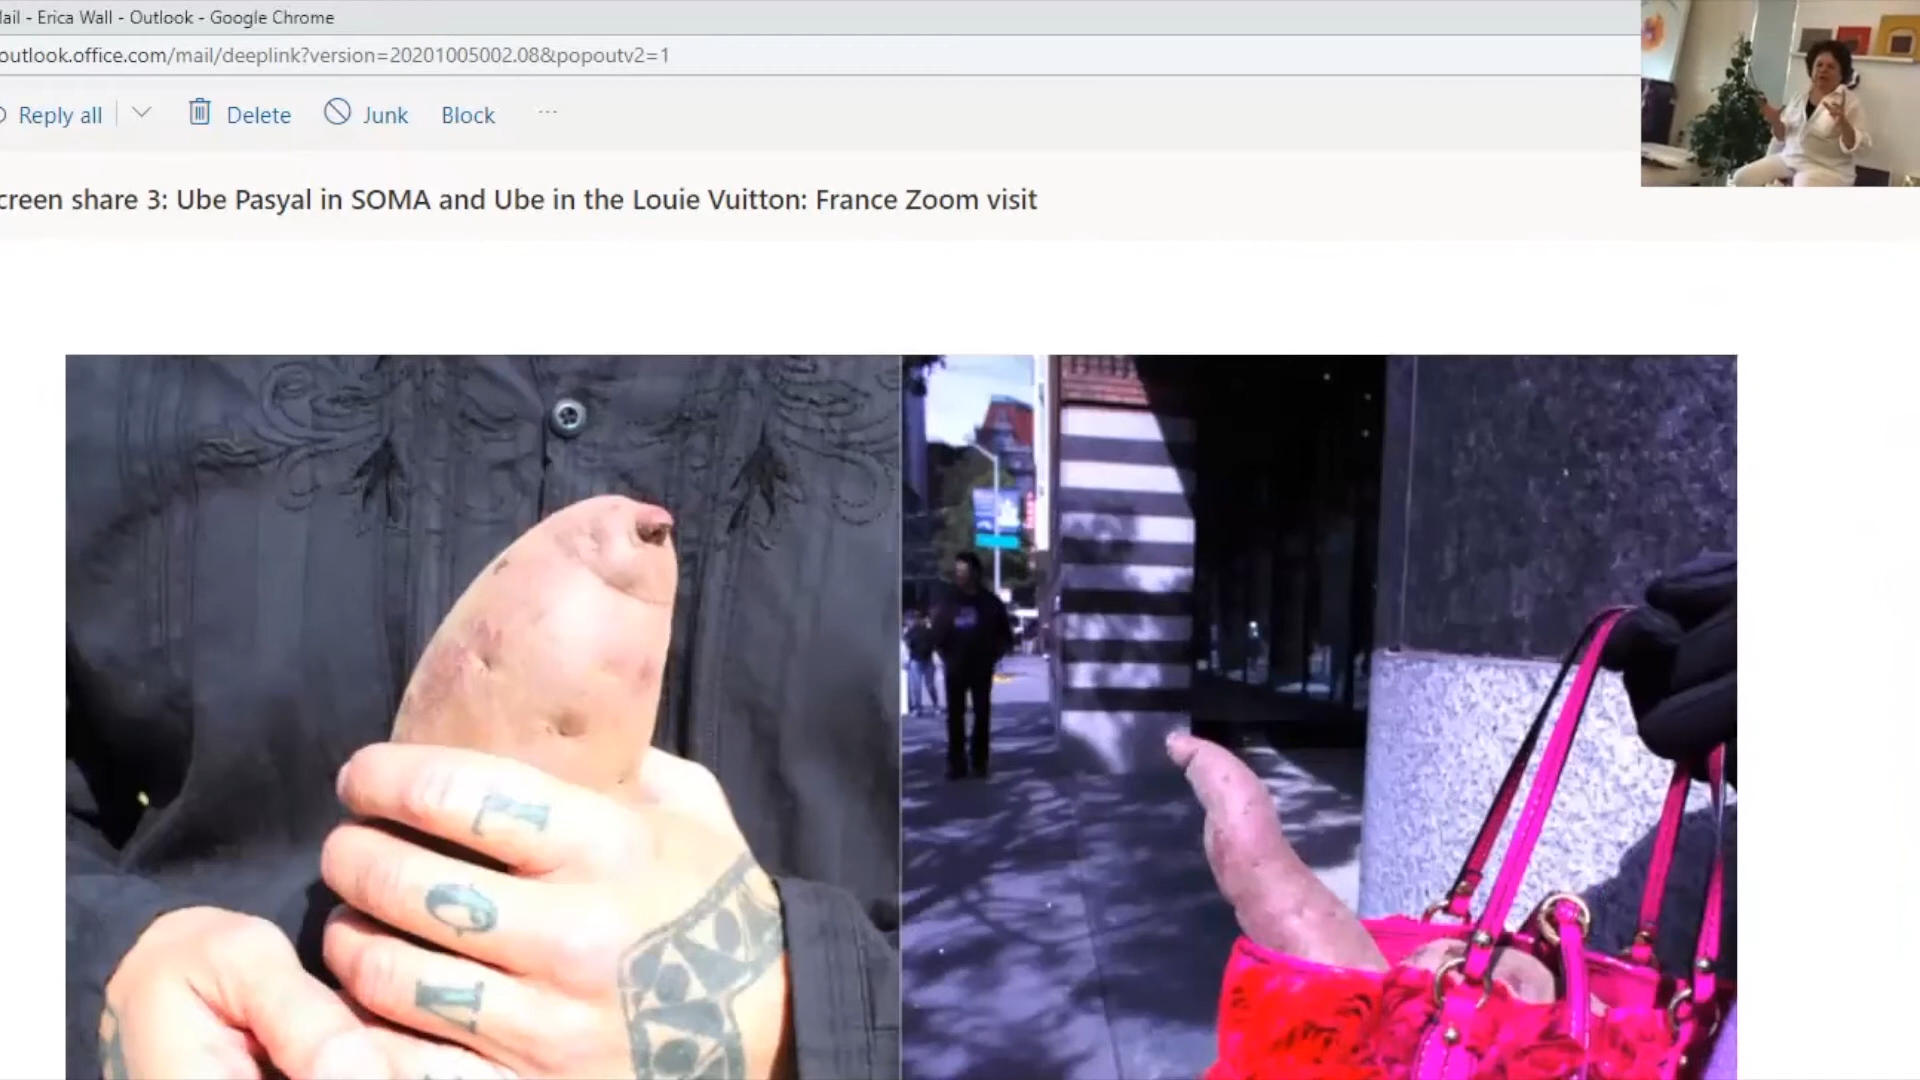 ail - Erica Wall - Outlook - Google Chrome
outlook.office.com/mail/deeplink?version=20201005002.08&popoutv2=1
Reply all
Delete
Junk
Block
creen share 3: Ube Pasyal in SOMA and Ube in the Louie Vuitton: France Zoom visit